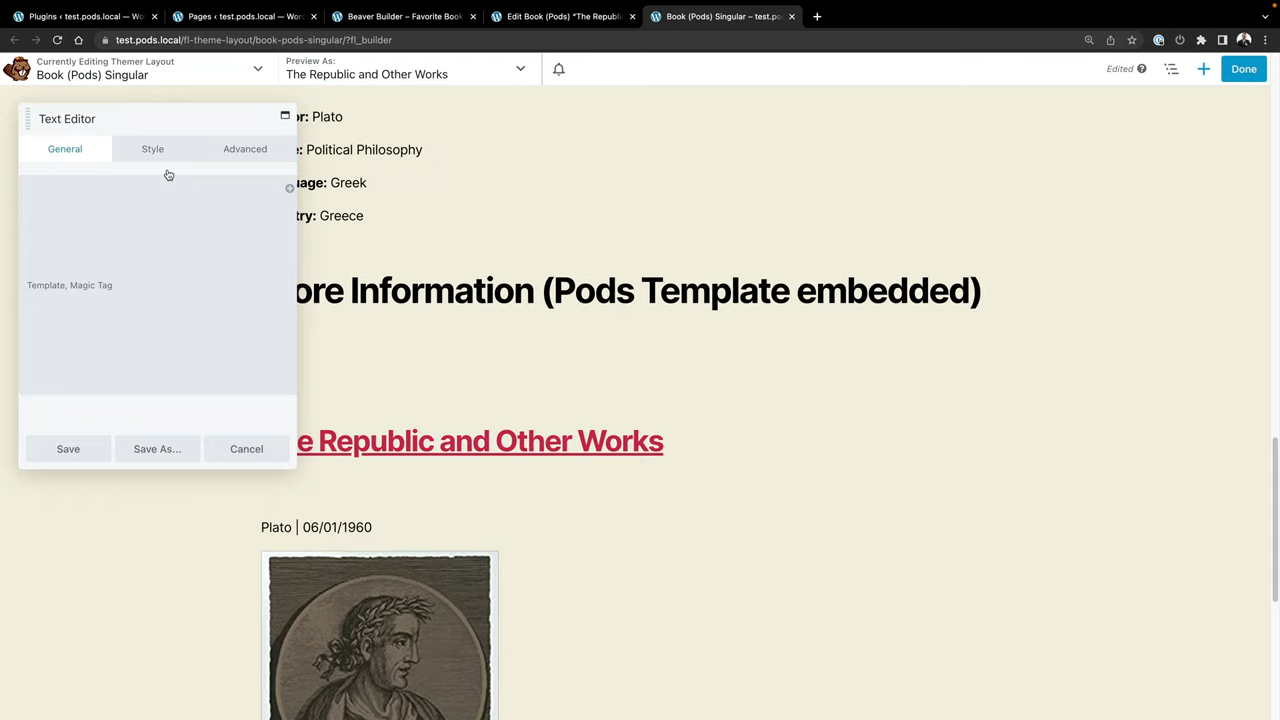 Plugins ‹ test.pods.local — Wor
Pages ‹ test.pods.local — Word
Beaver Builder – Favorite Book
Edit Book (Pods) "The Republic
Book (Pods) Singular – test.po
test.pods.local/fl-theme-layout/book-pods-singular/?fl_builder
Currently Editing Themer Layout
Book (Pods) Singular
Preview As:
The Republic and Other Works
Edited
Done
Text Editor
General
Style
Advanced
Template, Magic Tag
Save
Save As...
Cancel
or: Plato
e: Political Philosophy
uage: Greek
try: Greece
ore Information (Pods Template embedded)
e Republic and Other Works
Plato | 06/01/1960